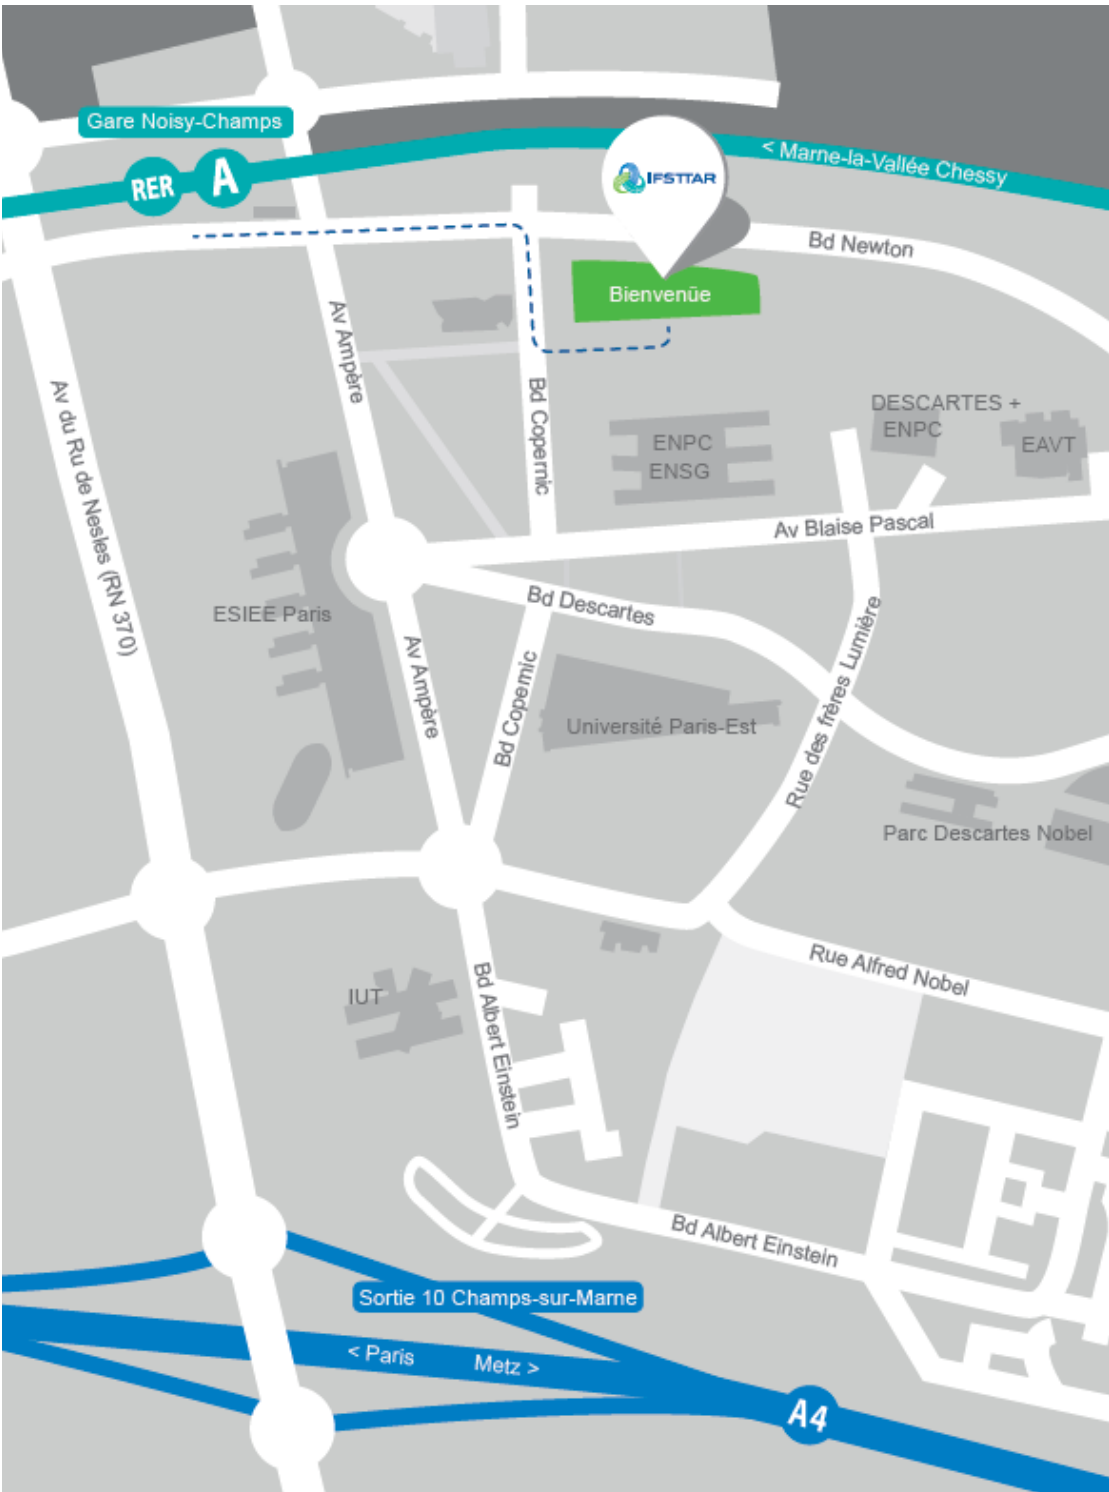 Gare Noisy-Champs
RER A
< Marne-la-Vallée Chessy
IFSTTAR
Bd Newton
Bienvenüe
Av Ampère
Av du Ru de Nesles (RN 370)
Bd Copernic
DESCARTES +
ENPC
EAVT
ENPC
ENSG
Av Blaise Pascal
ESIEE Paris
Bd Descartes
Av Ampère
Bd Copernic
Rue des frères Lumière
Université Paris-Est
Parc Descartes Nobel
Rue Alfred Nobel
IUT
Bd Albert Einstein
Bd Albert Einstein
Sortie 10 Champs-sur-Marne
< Paris
Metz >
A4